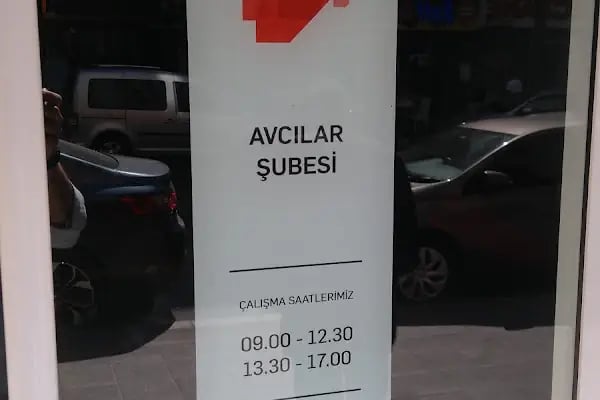 AVCILAR
ŞUBESİ
ÇALIŞMA SAATLERİMİZ
09.00 - 12.30
13.30 - 17.00